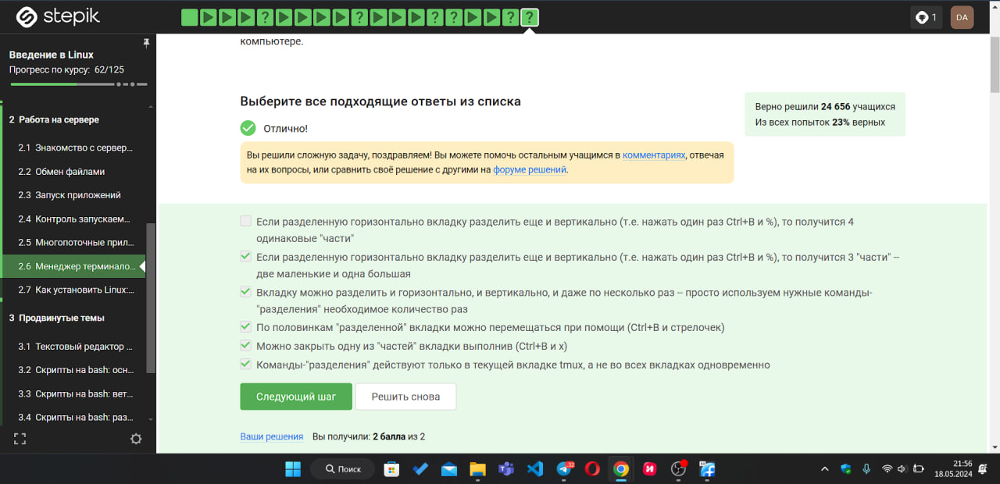 stepik
1
DA
Введение в Linux
Прогресс по курсу: 62/125
2 Работа на сервере
2.1 Знакомство с сервер...
2.2 Обмен файлами
2.3 Запуск приложений
2.4 Контроль запускаем...
2.5 Многопоточные прил...
2.6 Менеджер терминало...
2.7 Как установить Linux:...
3 Продвинутые темы
3.1 Текстовый редактор ...
3.2 Скрипты на bash: осн...
3.3 Скрипты на bash: вет...
3.4 Скрипты на bash: раз...
компьютере.
Выберите все подходящие ответы из списка
Верно решили 24 656 учащихся
Из всех попыток 23% верных
Отлично!
Вы решили сложную задачу, поздравляем! Вы можете помочь остальным учащимся в комментариях, отвечая
на их вопросы, или сравнить своё решение с другими на форуме решений.
Если разделенную горизонтально вкладку разделить еще и вертикально (т.е. нажать один раз Ctrl+B и %), то получится 4
одинаковые "части"
Если разделенную горизонтально вкладку разделить еще и вертикально (т.е. нажать один раз Ctrl+B и %), то получится 3 "части" --
две маленькие и одна большая
Вкладку можно разделить и горизонтально, и вертикально, и даже по несколько раз -- просто используем нужные команды-
"разделения" необходимое количество раз
По половинкам "разделенной" вкладки можно перемещаться при помощи (Ctrl+B и стрелочек)
Можно закрыть одну из "частей" вкладки выполнив (Ctrl+B и x)
Команды-"разделения" действуют только в текущей вкладке tmux, а не во всех вкладках одновременно
Следующий шаг
Решить снова
Ваши решения Вы получили: 2 балла из 2
Поиск
32
21:56
18.05.2024